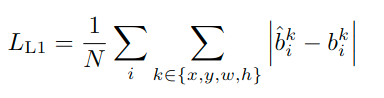 L_{L1} = \frac{1}{N} \sum_{i} \sum_{k \in \{x,y,w,h\}} \left| \hat{b}_i^k - b_i^k \right|